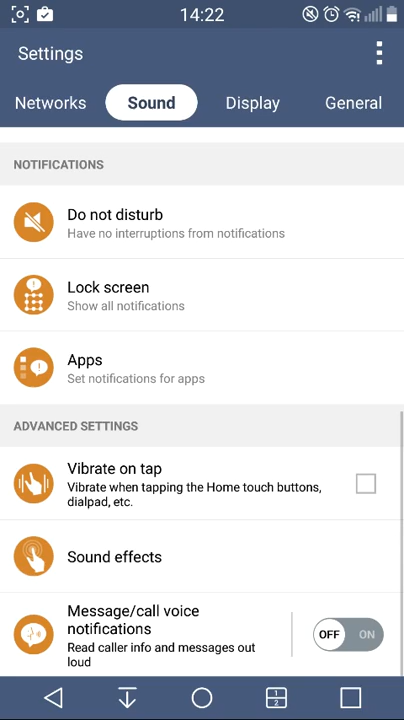 14:22
Settings
Networks Sound Display General
NOTIFICATIONS
Do not disturb
Have no interruptions from notifications
Lock screen
Show all notifications
Apps
Set notifications for apps
ADVANCED SETTINGS
Vibrate on tap
Vibrate when tapping the Home touch buttons,
dialpad, etc.
Sound effects
Message/call voice
notifications
Read caller info and messages out
loud
OFF ON
1
2